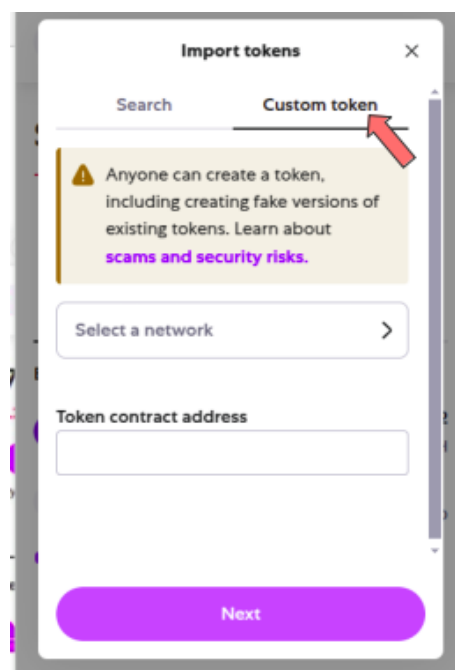 Import tokens
Search
Custom token
Anyone can create a token,
including creating fake versions of
existing tokens. Learn about
scams and security risks.
Select a network
Token contract address
Next